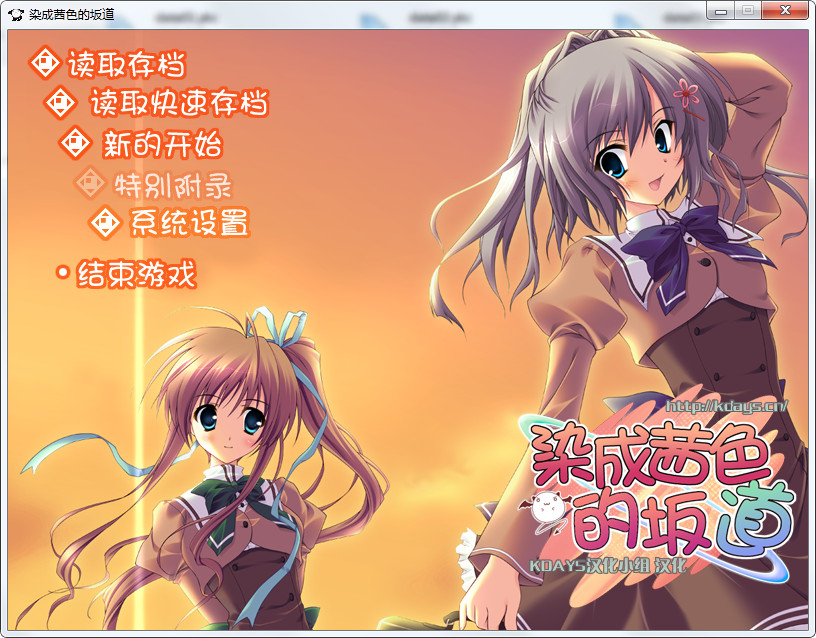 染成茜色的坂道
读取存档
读取快速存档
新的开始
特别附录
系统设置
结束游戏
http://kdays.cn/
染成茜色
的坂道
KDAYS汉化小组 汉化